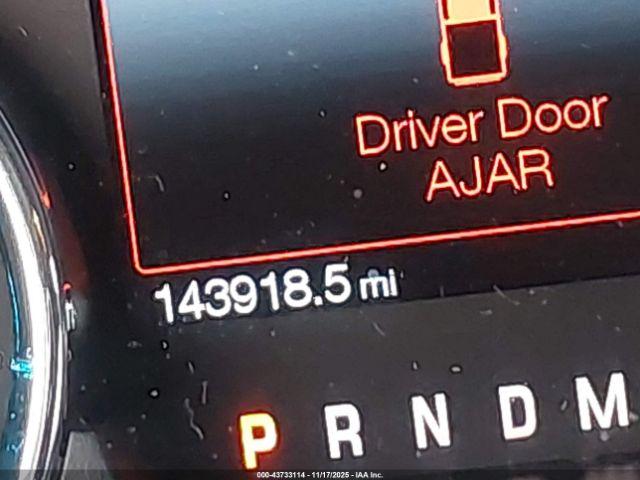 Driver Door
AJAR
143918.5 mi
P R N D M
000-43733114 - 11/17/2025 - IAA Inc.